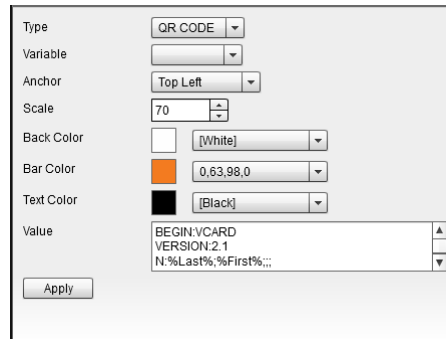 Type QR CODE
Variable
Anchor Top Left
Scale 70
Back Color [White]
Bar Color 0,63,98,0
Text Color [Black]
Value BEGIN:VCARD
VERSION:2.1
N:%Last%;%First%;;;
Apply